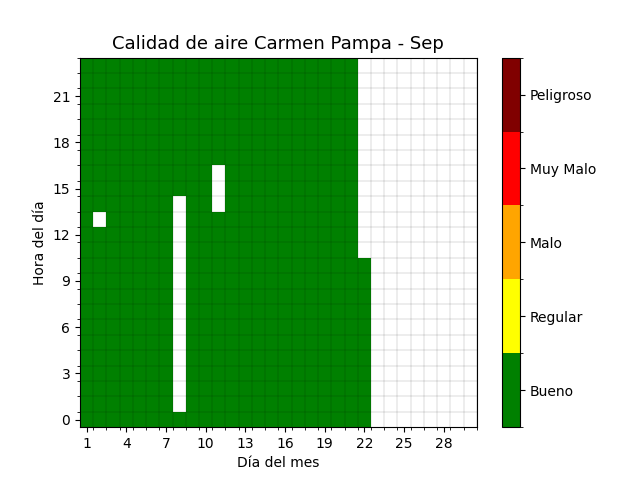 Calidad de aire Carmen Pampa - Sep
Hora del día
21
18
15
12
9
6
3
0
1 4 7 10 13 16 19 22 25 28
Día del mes
Peligroso
Muy Malo
Malo
Regular
Bueno